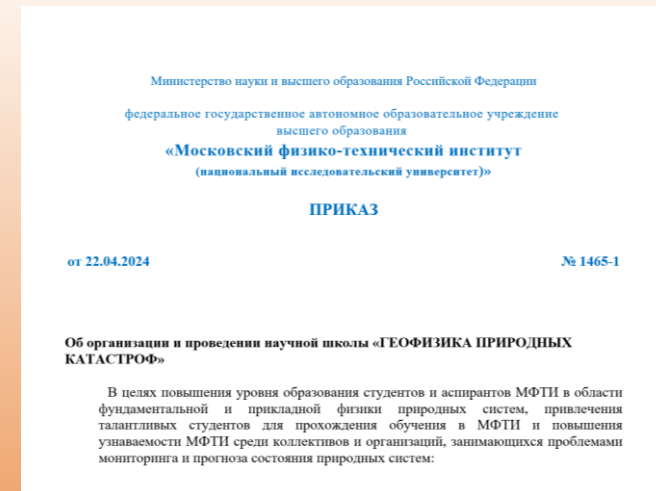 Министерство науки и высшего образования Российской Федерации
федеральное государственное автономное образовательное учреждение
высшего образования
«Московский физико-технический институт
(национальный исследовательский университет)»
ПРИКАЗ
от 22.04.2024 № 1465-1
Об организации и проведении научной школы «ГЕОФИЗИКА ПРИРОДНЫХ
КАТАСТРОФ»
В целях повышения уровня образования студентов и аспирантов МФТИ в области
фундаментальной и прикладной физики природных систем, привлечения
талантливых студентов для прохождения обучения в МФТИ и повышения
узнаваемости МФТИ среди коллективов и организаций, занимающихся проблемами
мониторинга и прогноза состояния природных систем: